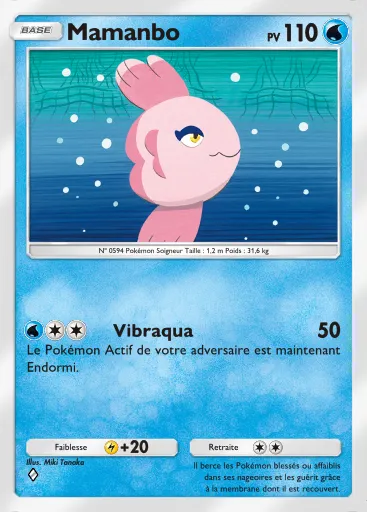 BASE
Mamanbo
PV 110
N° 0594 Pokémon Soigneur Taille : 1,2 m Poids : 31,6 kg
Vibraqua 50
Le Pokémon Actif de votre adversaire est maintenant
Endormi.
Faiblesse +20
Retraite
Illus. Miki Tanaka
Il berce les Pokémon blessés ou affaiblis
dans ses nageoires et les guérit grâce
à la membrane dont il est recouvert.